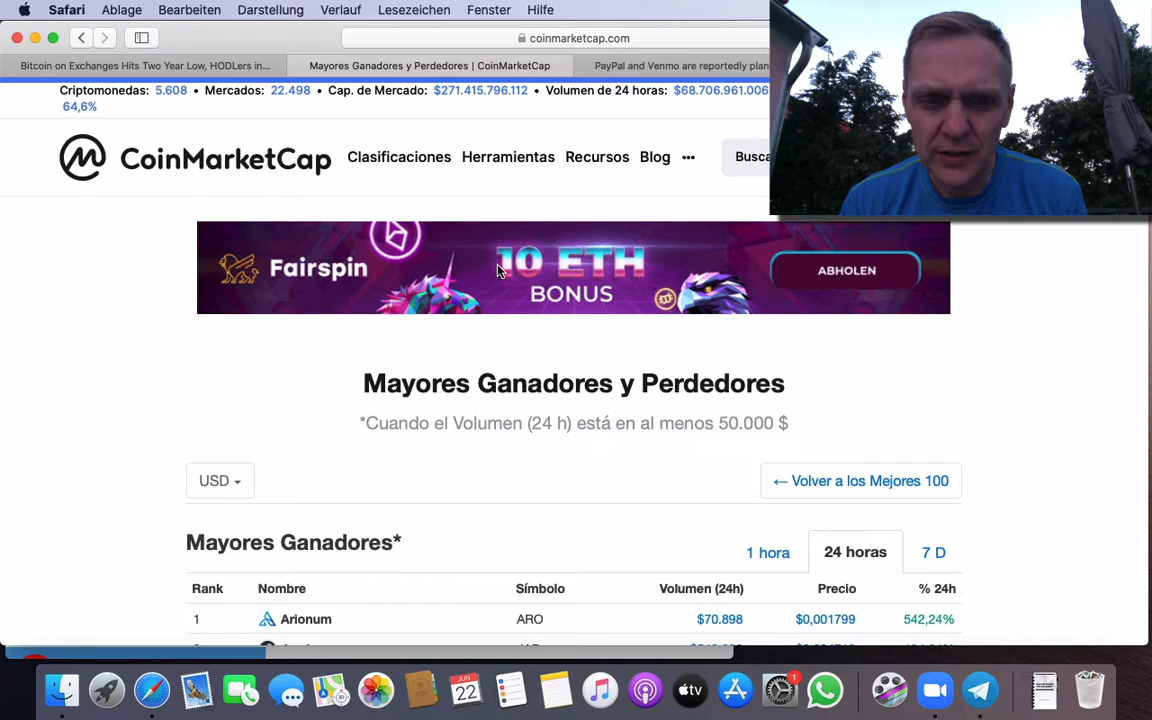 Safari Ablage Bearbeiten Darstellung Verlauf Lesezeichen Fenster Hilfe
coinmarketcap.com
Bitcoin on Exchanges Hits Two Year Low, HODLers in... Mayores Ganadores y Perdedores | CoinMarketCap PayPal and Venmo are reportedly plan
Criptomonedas: 5.608 • Mercados: 22.498 • Cap. de Mercado: $271.415.796.112 • Volumen de 24 horas: $68.706.961.006
64,6%
CoinMarketCap Clasificaciones Herramientas Recursos Blog ••• Busca
Fairspin 10 ETH BONUS ABHOLEN
Mayores Ganadores y Perdedores
*Cuando el Volumen (24 h) está en al menos 50.000 $
USD ← Volver a los Mejores 100
Mayores Ganadores* 1 hora 24 horas 7 D
Rank Nombre Símbolo Volumen (24h) Precio % 24h
1 Arionum ARO $70.898 $0,001799 542,24%
JUN 22 tv 1